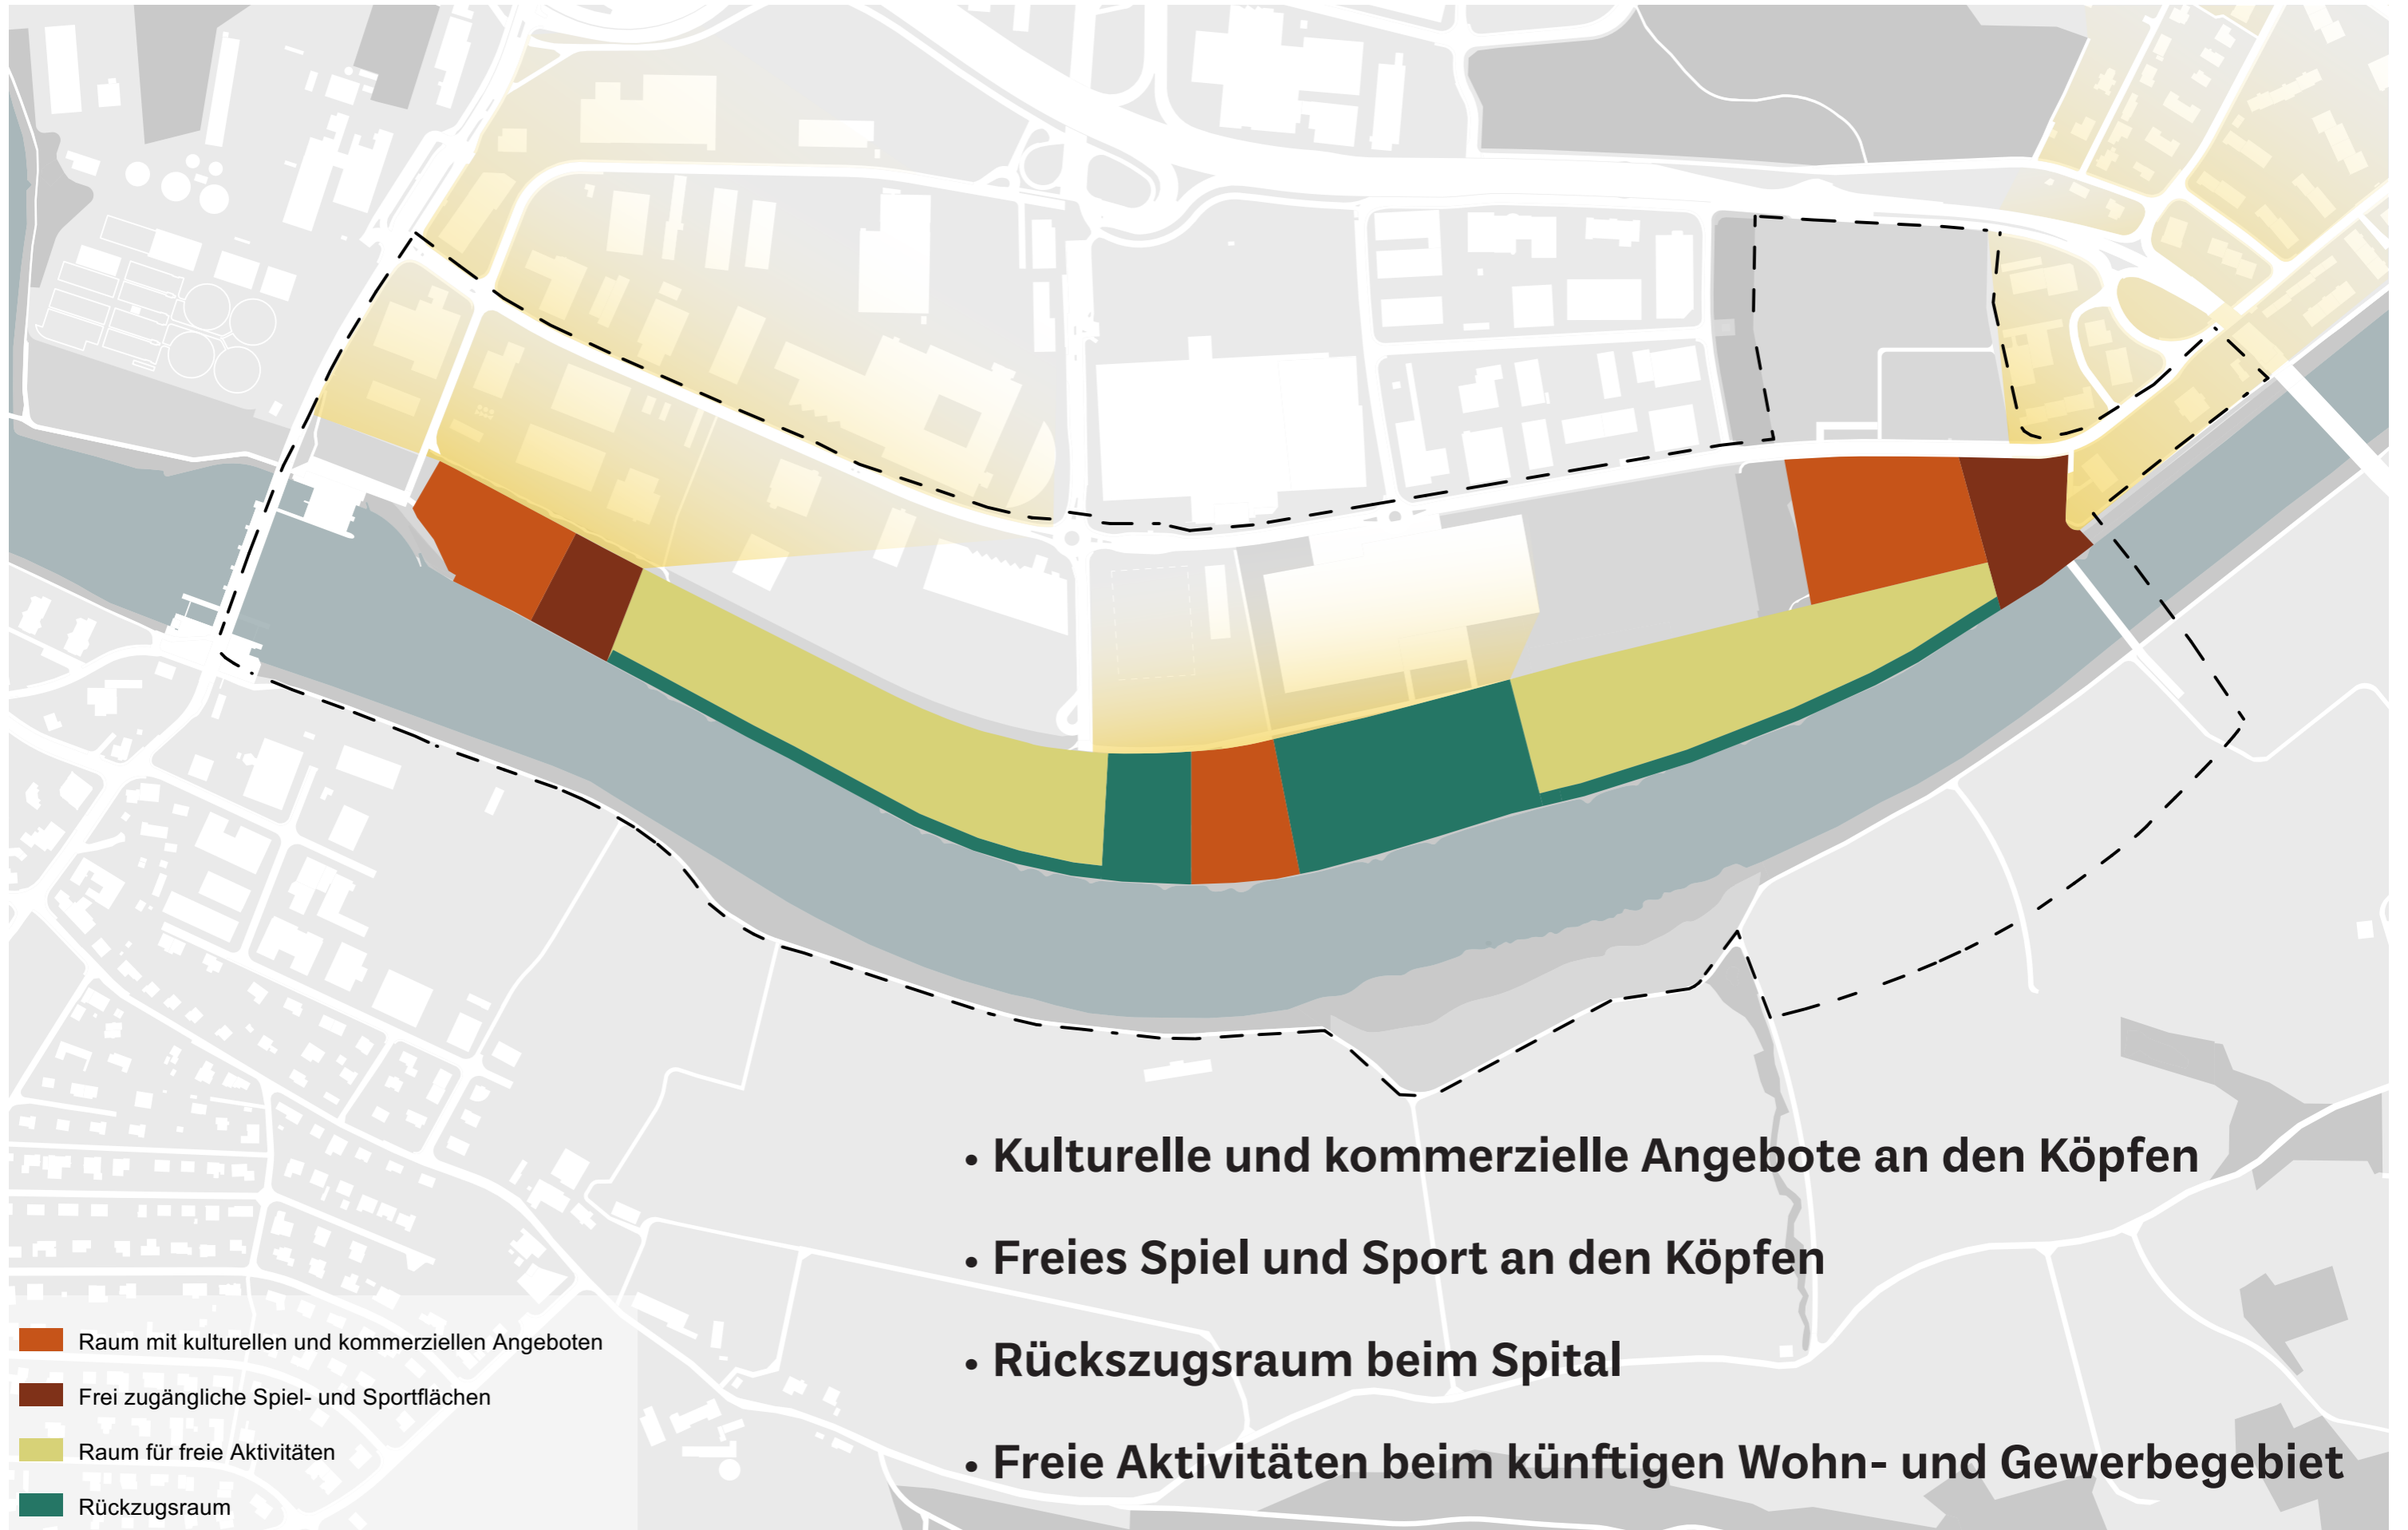 • Kulturelle und kommerzielle Angebote an den Köpfen
• Freies Spiel und Sport an den Köpfen
• Rückszugsraum beim Spital
• Freie Aktivitäten beim künftigen Wohn- und Gewerbegebiet
Raum mit kulturellen und kommerziellen Angeboten
Frei zugängliche Spiel- und Sportflächen
Raum für freie Aktivitäten
Rückzugsraum